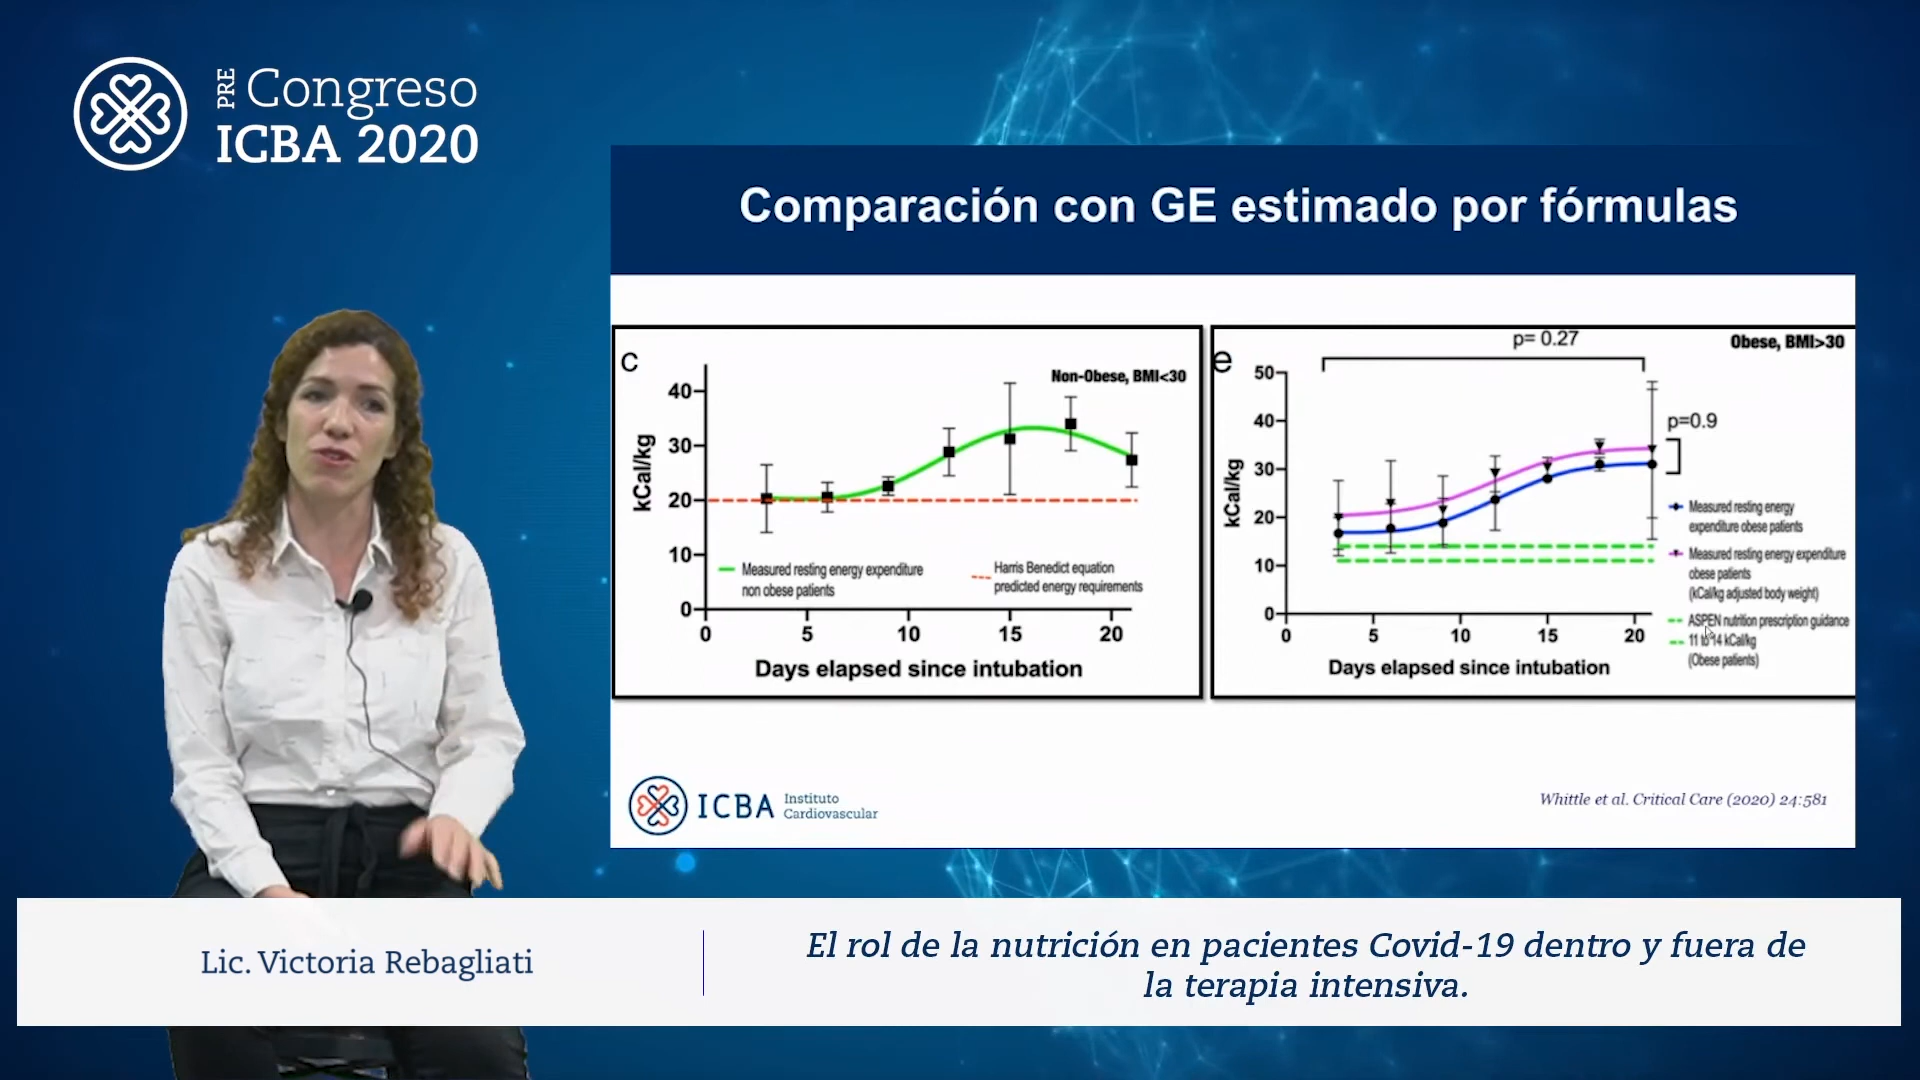 PRE Congreso
ICBA 2020
Comparación con GE estimado por fórmulas
c
Non-Obese, BMI<30
40
30
20
10
0
kCal/kg
Measured resting energy expenditure
non obese patients
Harris Benedict equation
predicted energy requirements
0 5 10 15 20
Days elapsed since intubation
e
p= 0.27
Obese, BMI>30
50
40
30
20
10
0
kCal/kg
p=0.9
Measured resting energy
expenditure obese patients
Measured resting energy expenditure
obese patients
(kCal/kg adjusted body weight)
ASPEN nutrition prescription guidance
11 to 14 kCal/kg
(Obese patients)
0 5 10 15 20
Days elapsed since intubation
ICBA Instituto
Cardiovascular
Whittle et al. Critical Care (2020) 24:581
Lic. Victoria Rebagliati
El rol de la nutrición en pacientes Covid-19 dentro y fuera de
la terapia intensiva.